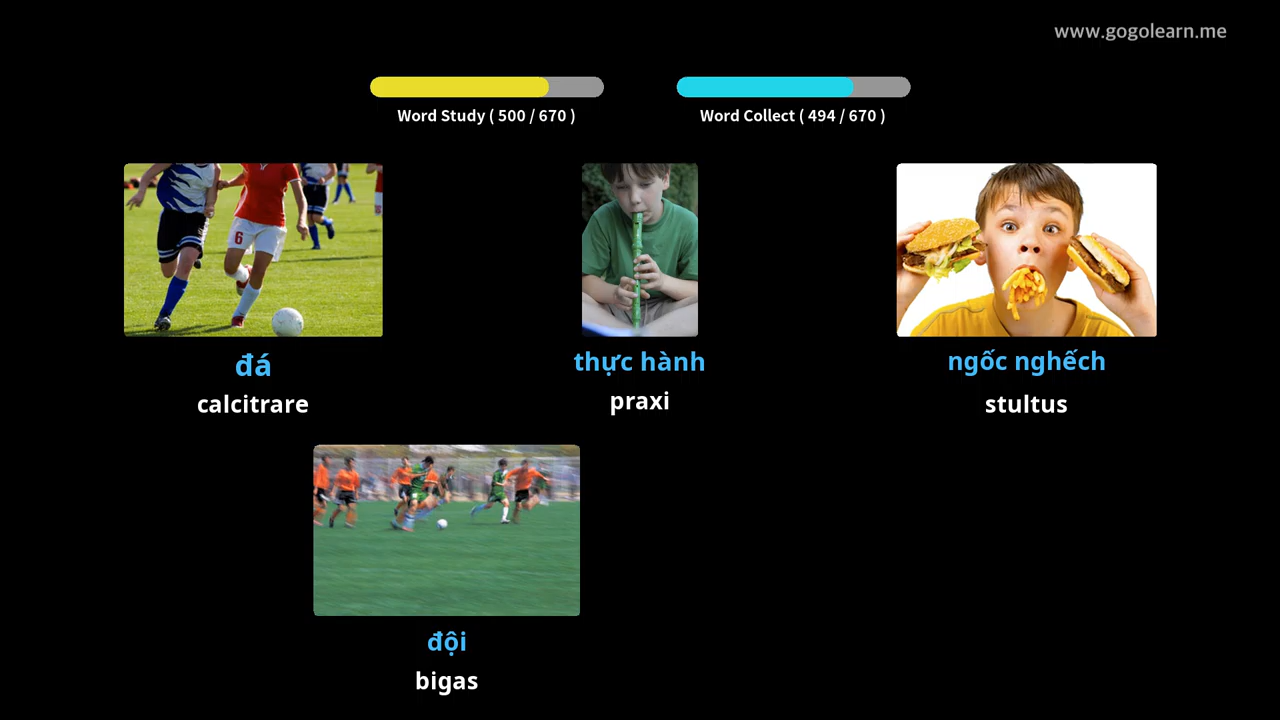 www.gogolearn.me
Word Study ( 500 / 670 )
Word Collect ( 494 / 670 )
đá
thực hành
ngốc nghếch
calcitrare
praxi
stultus
đội
bigas
6